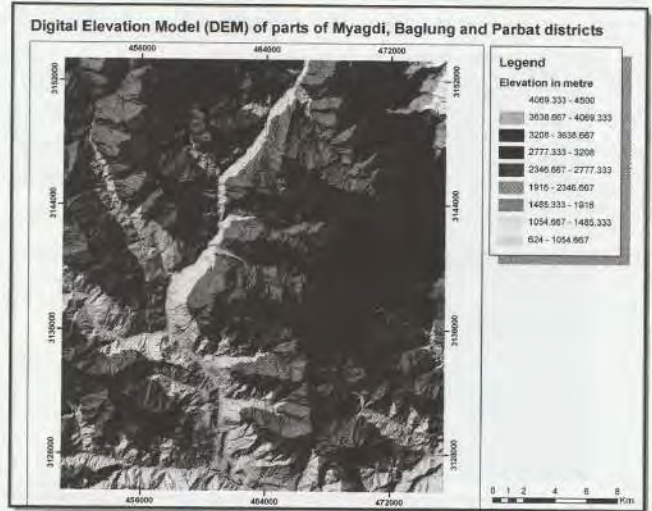 Digital Elevation Model (DEM) of parts of Myagdi, Baglung and Parbat districts
456000
464000
472000
3152000
3152000
3144000
3144000
3136000
3136000
3128000
3128000
456000
464000
472000
Legend
Elevation in metre
4069.333 - 4500
3638.667 - 4069.333
3208 - 3638.667
2777.333 - 3208
2346.667 - 2777.333
1916 - 2346.667
1485.333 - 1916
1054.667 - 1485.333
624 - 1054.667
0 1 2 4 6 8
Km